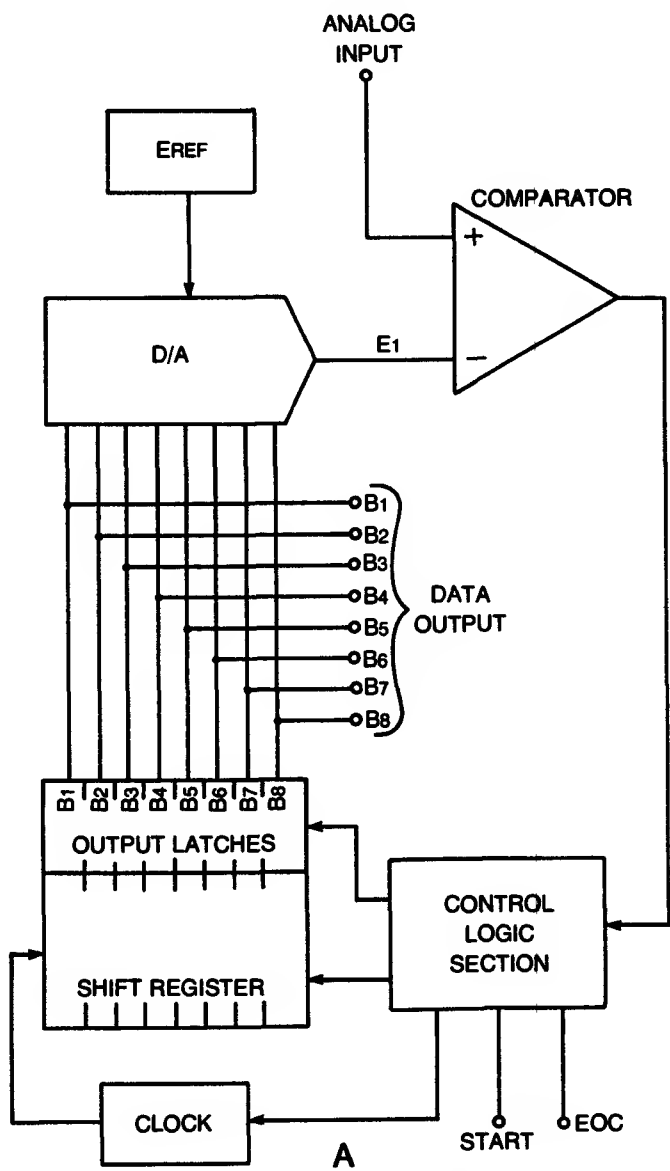 ANALOG
INPUT
EREF
COMPARATOR
+
D/A
E1
−
B1
B2
B3
B4
B5
B6
B7
B8
DATA
OUTPUT
B1 B2 B3 B4 B5 B6 B7 B8
OUTPUT LATCHES
CONTROL
LOGIC
SECTION
SHIFT REGISTER
CLOCK
START
EOC
A